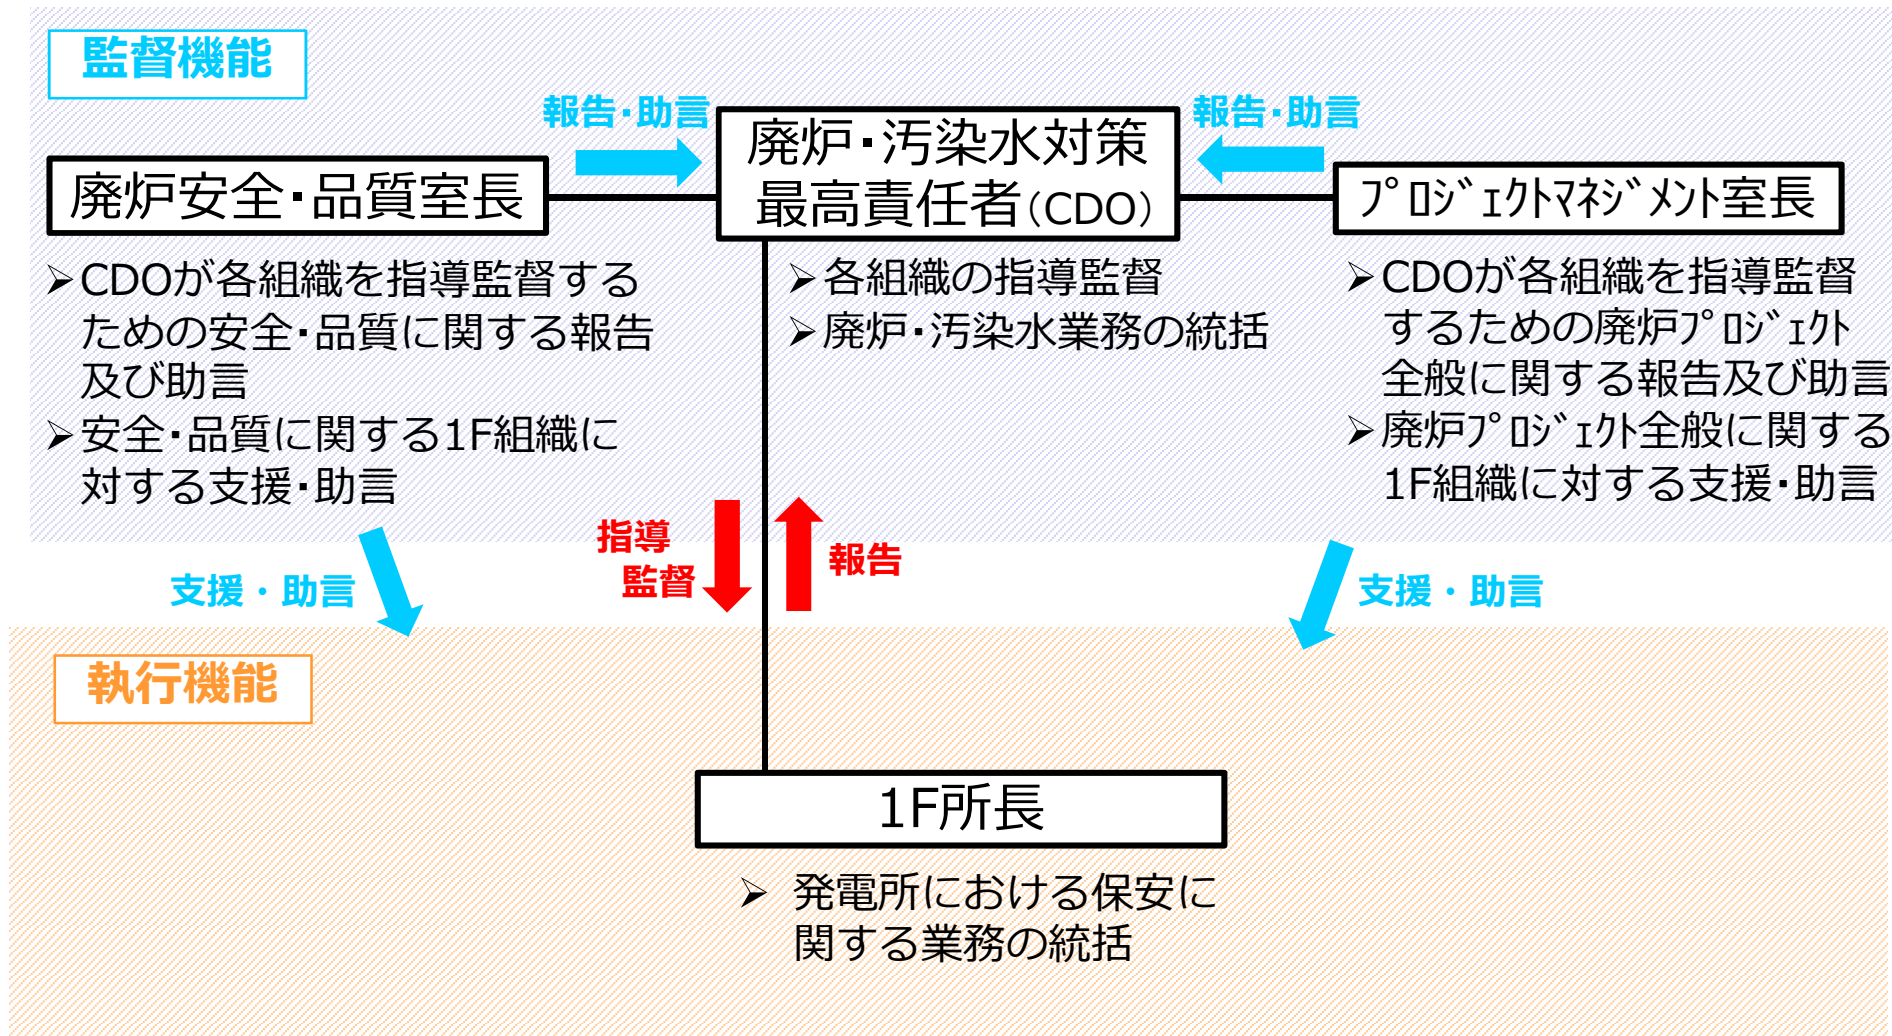 監督機能
報告・助言
報告・助言
廃炉・汚染水対策
最高責任者（CDO）
廃炉安全・品質室長
ﾌﾟﾛｼﾞｪｸﾄﾏﾈｼﾞﾒﾝﾄ室長
➢CDOが各組織を指導監督する
ための安全・品質に関する報告
及び助言
➢安全・品質に関する1F組織に
対する支援・助言
➢各組織の指導監督
➢廃炉・汚染水業務の統括
➢CDOが各組織を指導監督
するための廃炉ﾌﾟﾛｼﾞｪｸﾄ
全般に関する報告及び助言
➢廃炉ﾌﾟﾛｼﾞｪｸﾄ全般に関する
1F組織に対する支援・助言
支援・助言
指導
監督
報告
支援・助言
執行機能
1F所長
➢ 発電所における保安に
関する業務の統括